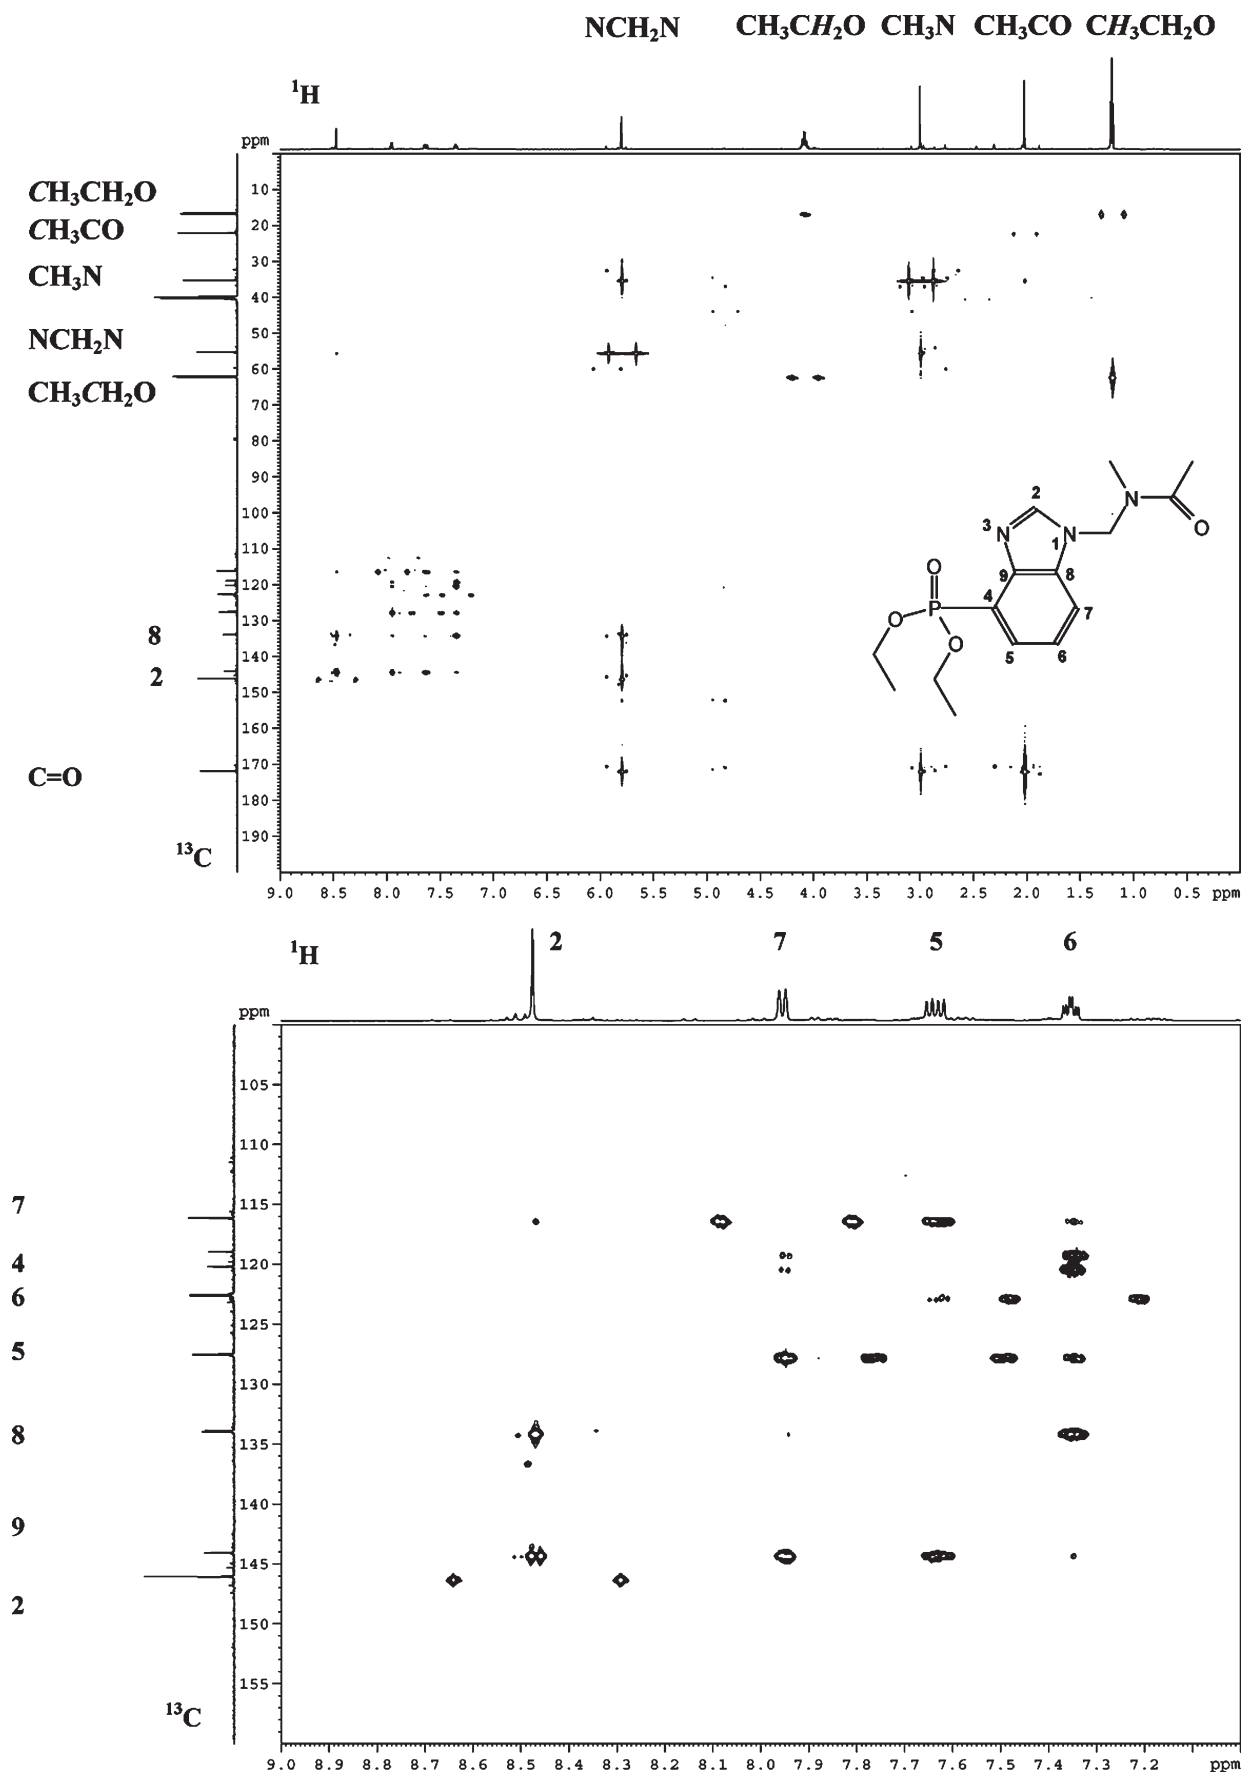 NCH₂N CH₃CH₂O CH₃N CH₃CO CH₃CH₂O
¹H
ppm
CH₃CH₂O
CH₃CO
CH₃N
NCH₂N
CH₃CH₂O
8
2
C=O
¹³C
10
20
30
40
50
60
70
80
90
100
110
120
130
140
150
160
170
180
190
N
O
2
3 N
N
1
O
P
O
O
9
8
4
7
5
6
9.0 8.5 8.0 7.5 7.0 6.5 6.0 5.5 5.0 4.5 4.0 3.5 3.0 2.5 2.0 1.5 1.0 0.5 ppm
¹H
2 7 5 6
ppm
7
4
6
5
8
9
2
¹³C
105
110
115
120
125
130
135
140
145
150
155
9.0 8.9 8.8 8.7 8.6 8.5 8.4 8.3 8.2 8.1 8.0 7.9 7.8 7.7 7.6 7.5 7.4 7.3 7.2 ppm